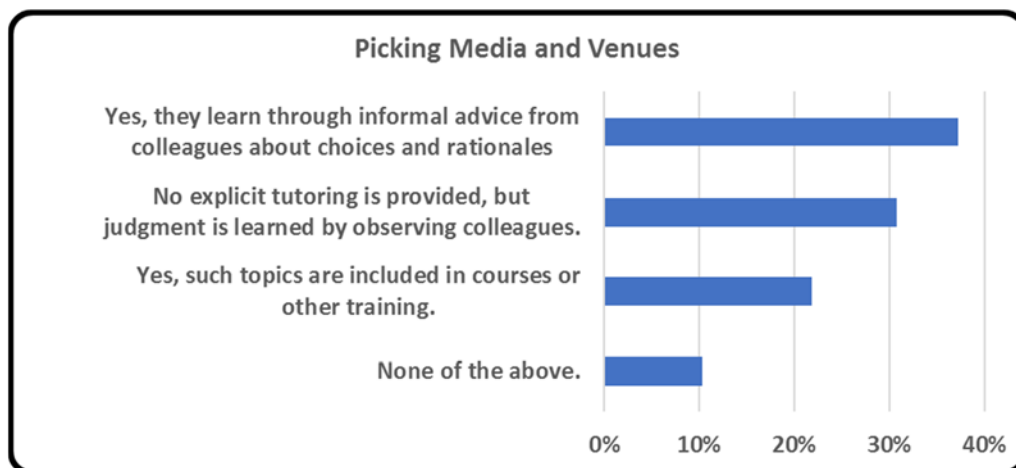 Picking Media and Venues
Yes, they learn through informal advice from
colleagues about choices and rationales
No explicit tutoring is provided, but
judgment is learned by observing colleagues.
Yes, such topics are included in courses or
other training.
None of the above.
0% 10% 20% 30% 40%